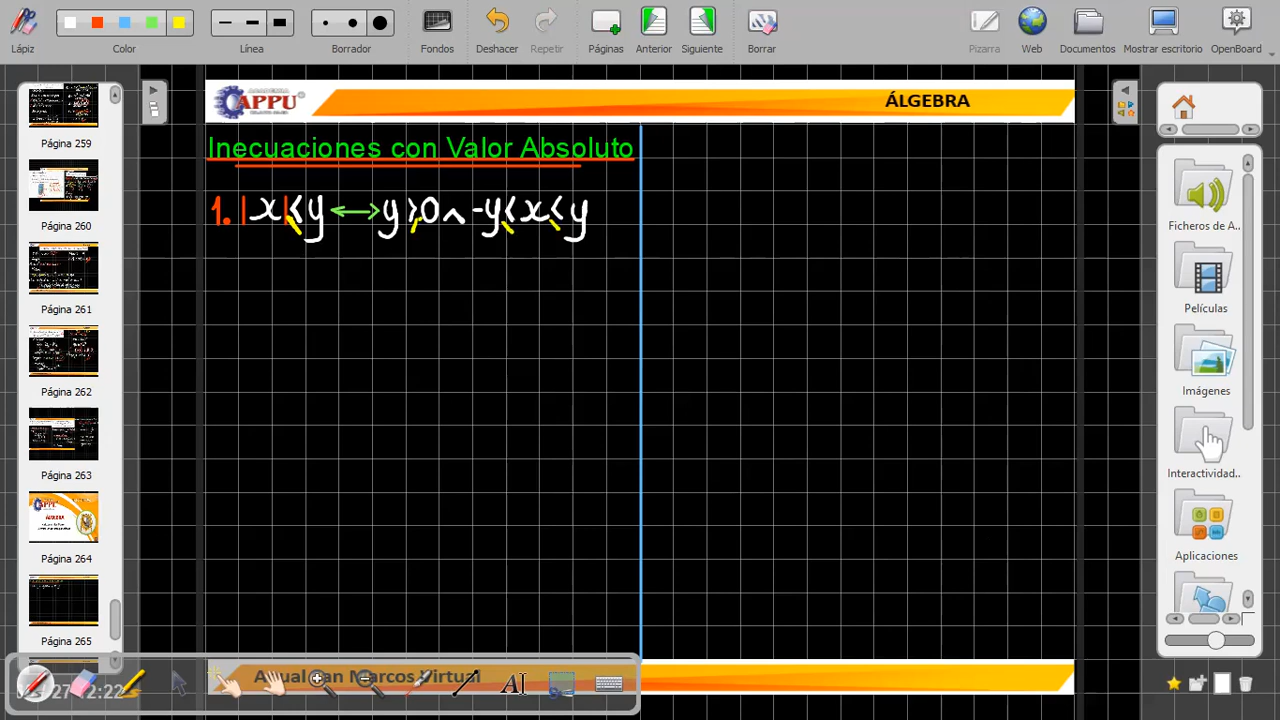 Lápiz
Color
Línea
Borrador
Fondos
Deshacer
Repetir
Páginas
Anterior
Siguiente
Borrar
Pizarra
Web
Documentos
Mostrar escritorio
OpenBoard
APPU
ÁLGEBRA
Inecuaciones con Valor Absoluto
1. |x| ≤ y ↔ y ≥ 0 ∧ -y ≤ x ≤ y
Página 259
Página 260
Página 261
Página 262
Página 263
Página 264
Página 265
Ficheros de A...
Películas
Imágenes
Interactividad..
Aplicaciones
Marcos Virtual